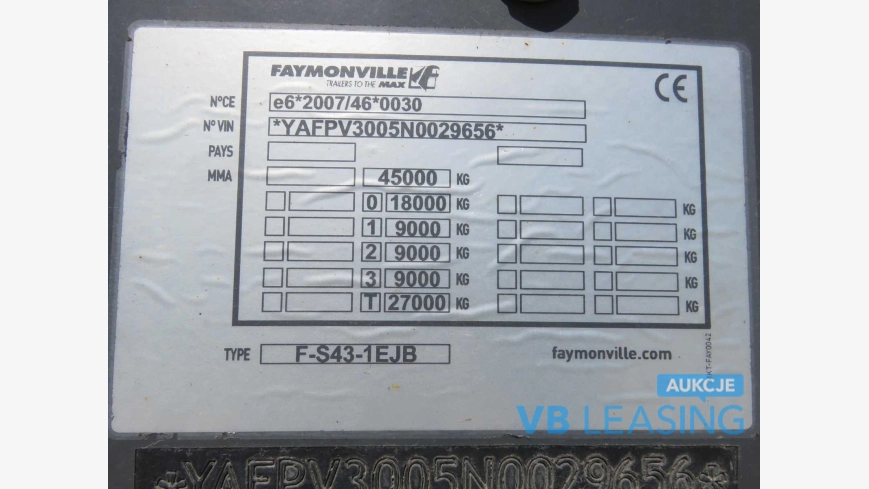 FAYMONVILLE
TRAILERS TO THE MAX
CE
N°CE e6*2007/46*0030
N° VIN *YAFPV3005N0029656*
PAYS
MMA 45000 KG
0 18000 KG KG
1 9000 KG KG
2 9000 KG KG
3 9000 KG KG
T 27000 KG KG
TYPE F-S43-1EJB faymonville.com
KT-FAY0042
AUKCJE
VB LEASING
*YAFPV3005N0029656*